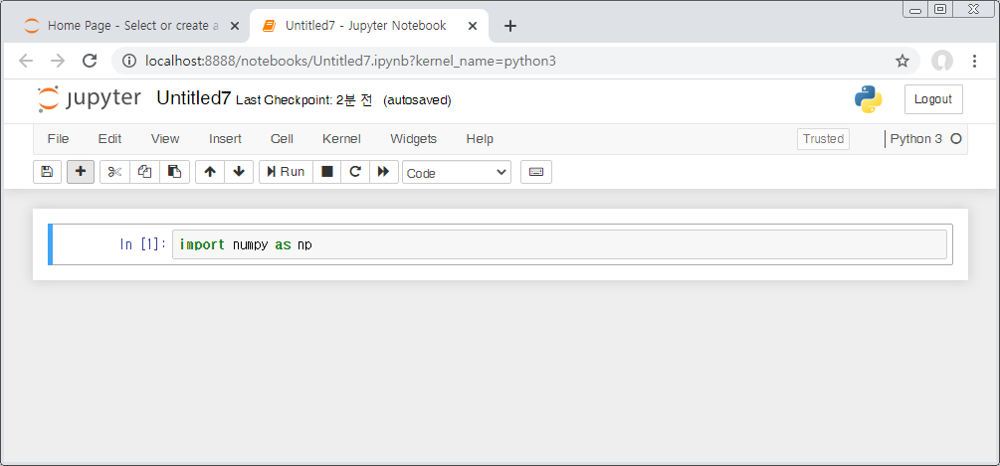 Home Page - Select or create a
Untitled7 - Jupyter Notebook
localhost:8888/notebooks/Untitled7.ipynb?kernel_name=python3
jupyter Untitled7 Last Checkpoint: 2분 전 (autosaved)
Logout
File Edit View Insert Cell Kernel Widgets Help
Trusted
Python 3
Run
Code
In [1]: import numpy as np